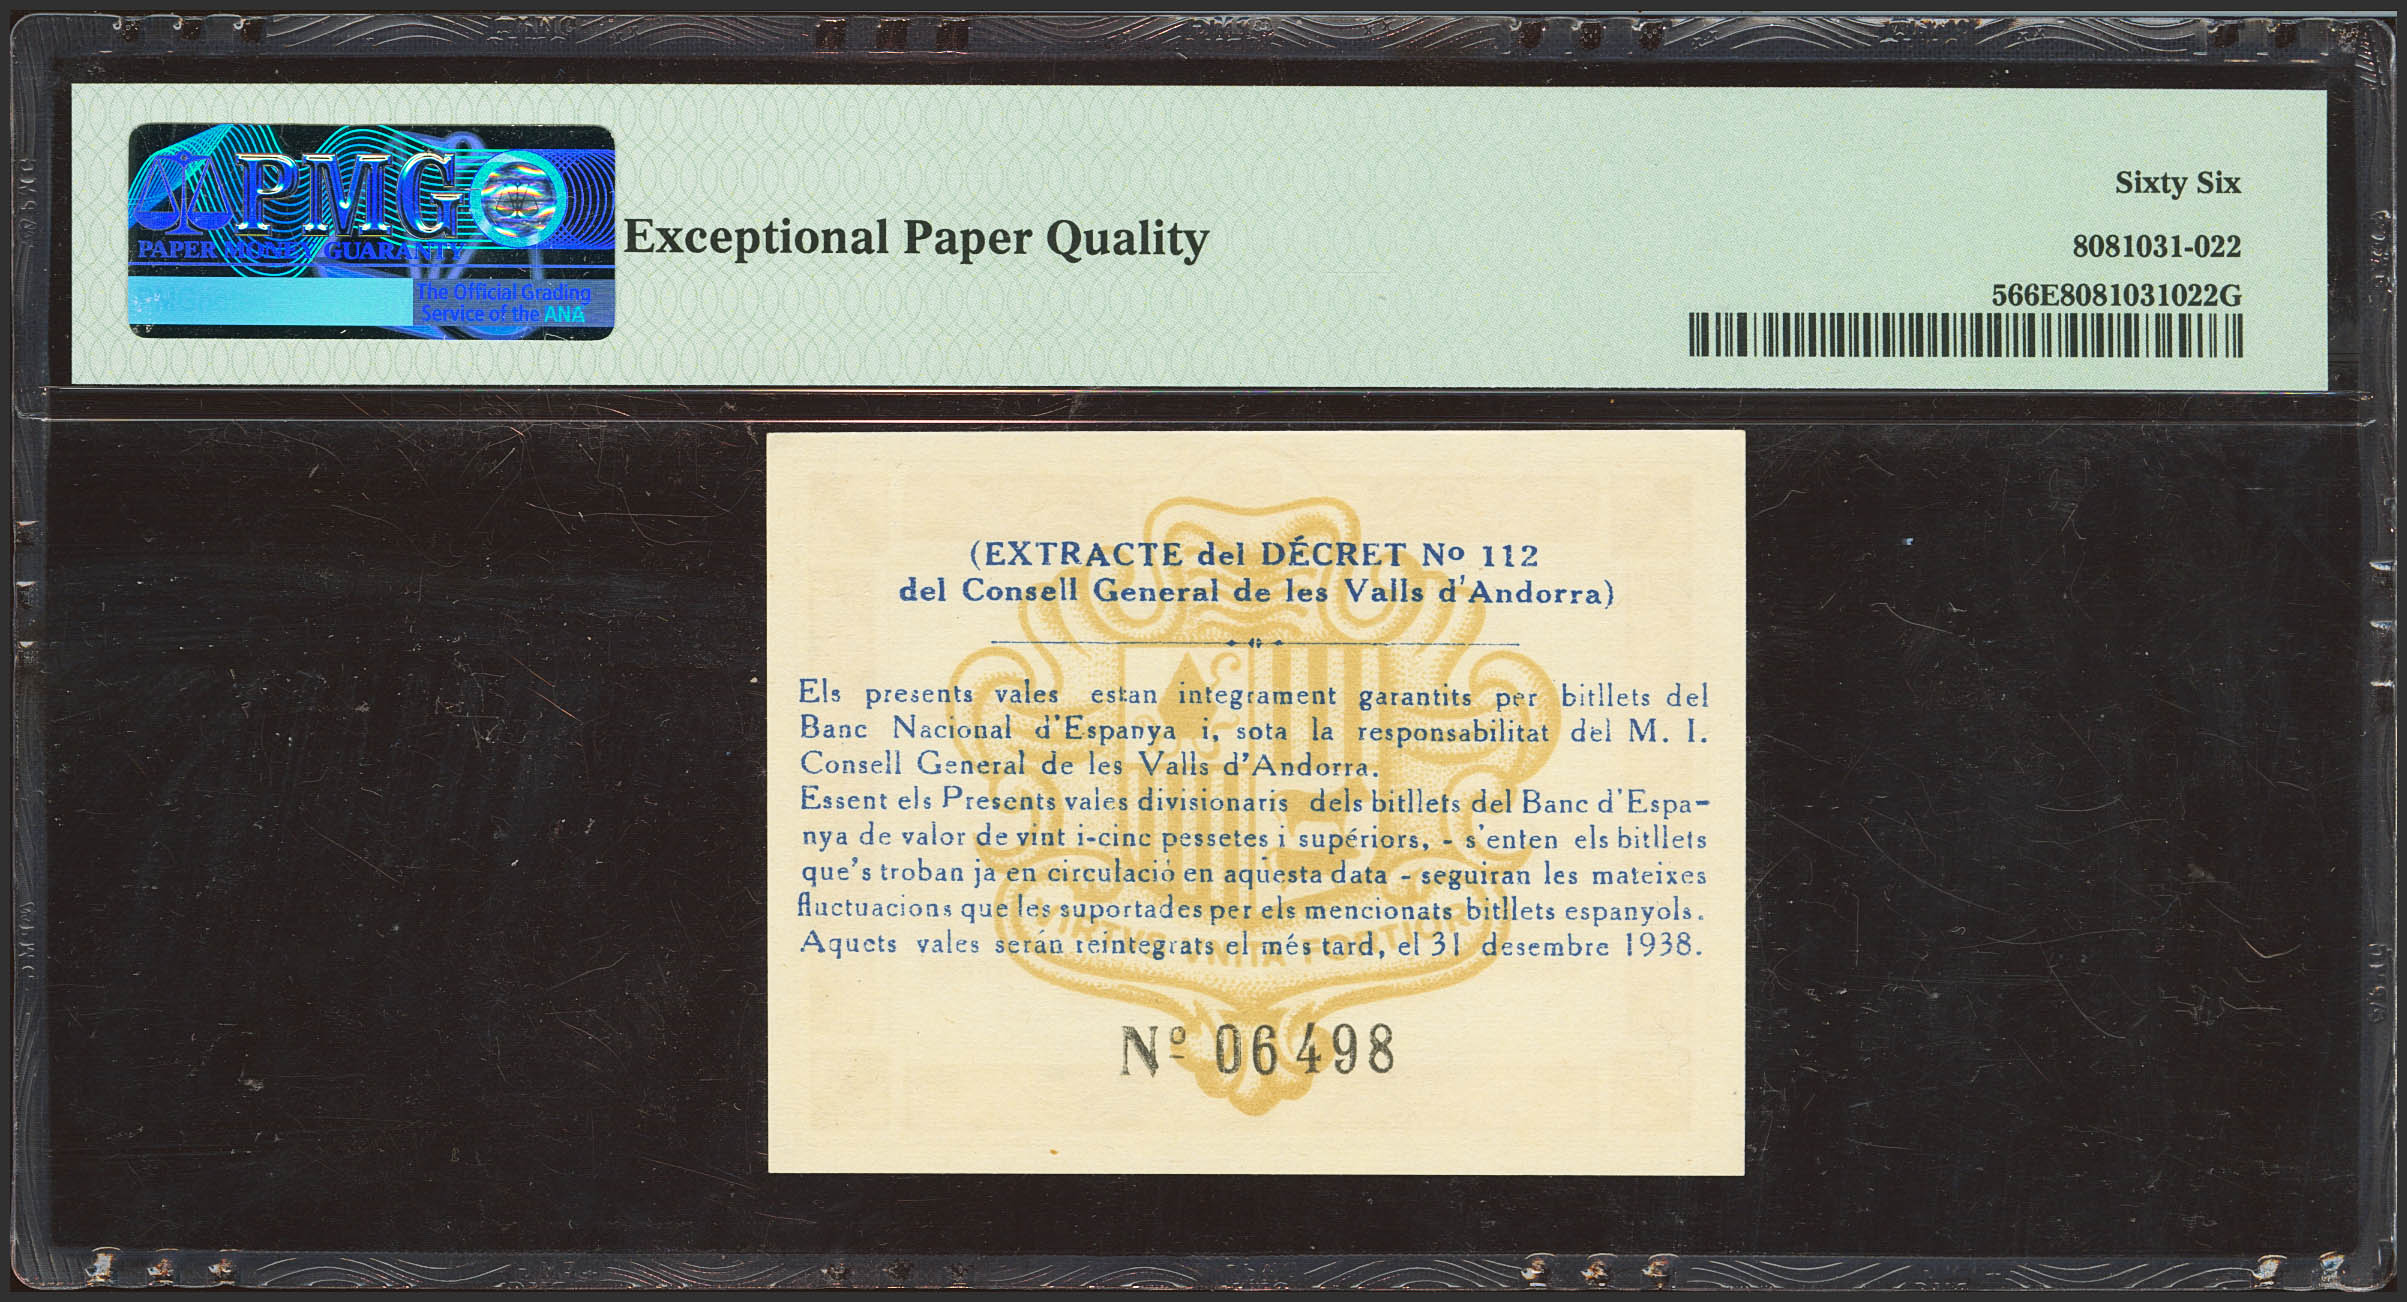 PMG
PAPER MONEY GUARANTY
The Official Grading
Service of the ANA
Exceptional Paper Quality
Sixty Six
8081031-022
566E8081031022G
(EXTRACTE del DÉCRET Nº 112
del Consell General de les Valls d'Andorra)
Els presents vales estan integrament garantits per bitllets del
Banc Nacional d'Espanya i, sota la responsabilitat del M. I.
Consell General de les Valls d'Andorra.
Essent els Presents vales divisionaris dels bitllets del Banc d'Espa-
nya de valor de vint i-cinc pessetes i supériors, - s'enten els bitllets
que's troban ja en circulació en aquesta data - seguiran les mateixes
fluctuacions que les suportades per els mencionats bitllets espanyols.
Aquets vales serán reintegrats el més tard, el 31 desembre 1938.
Nº 06498